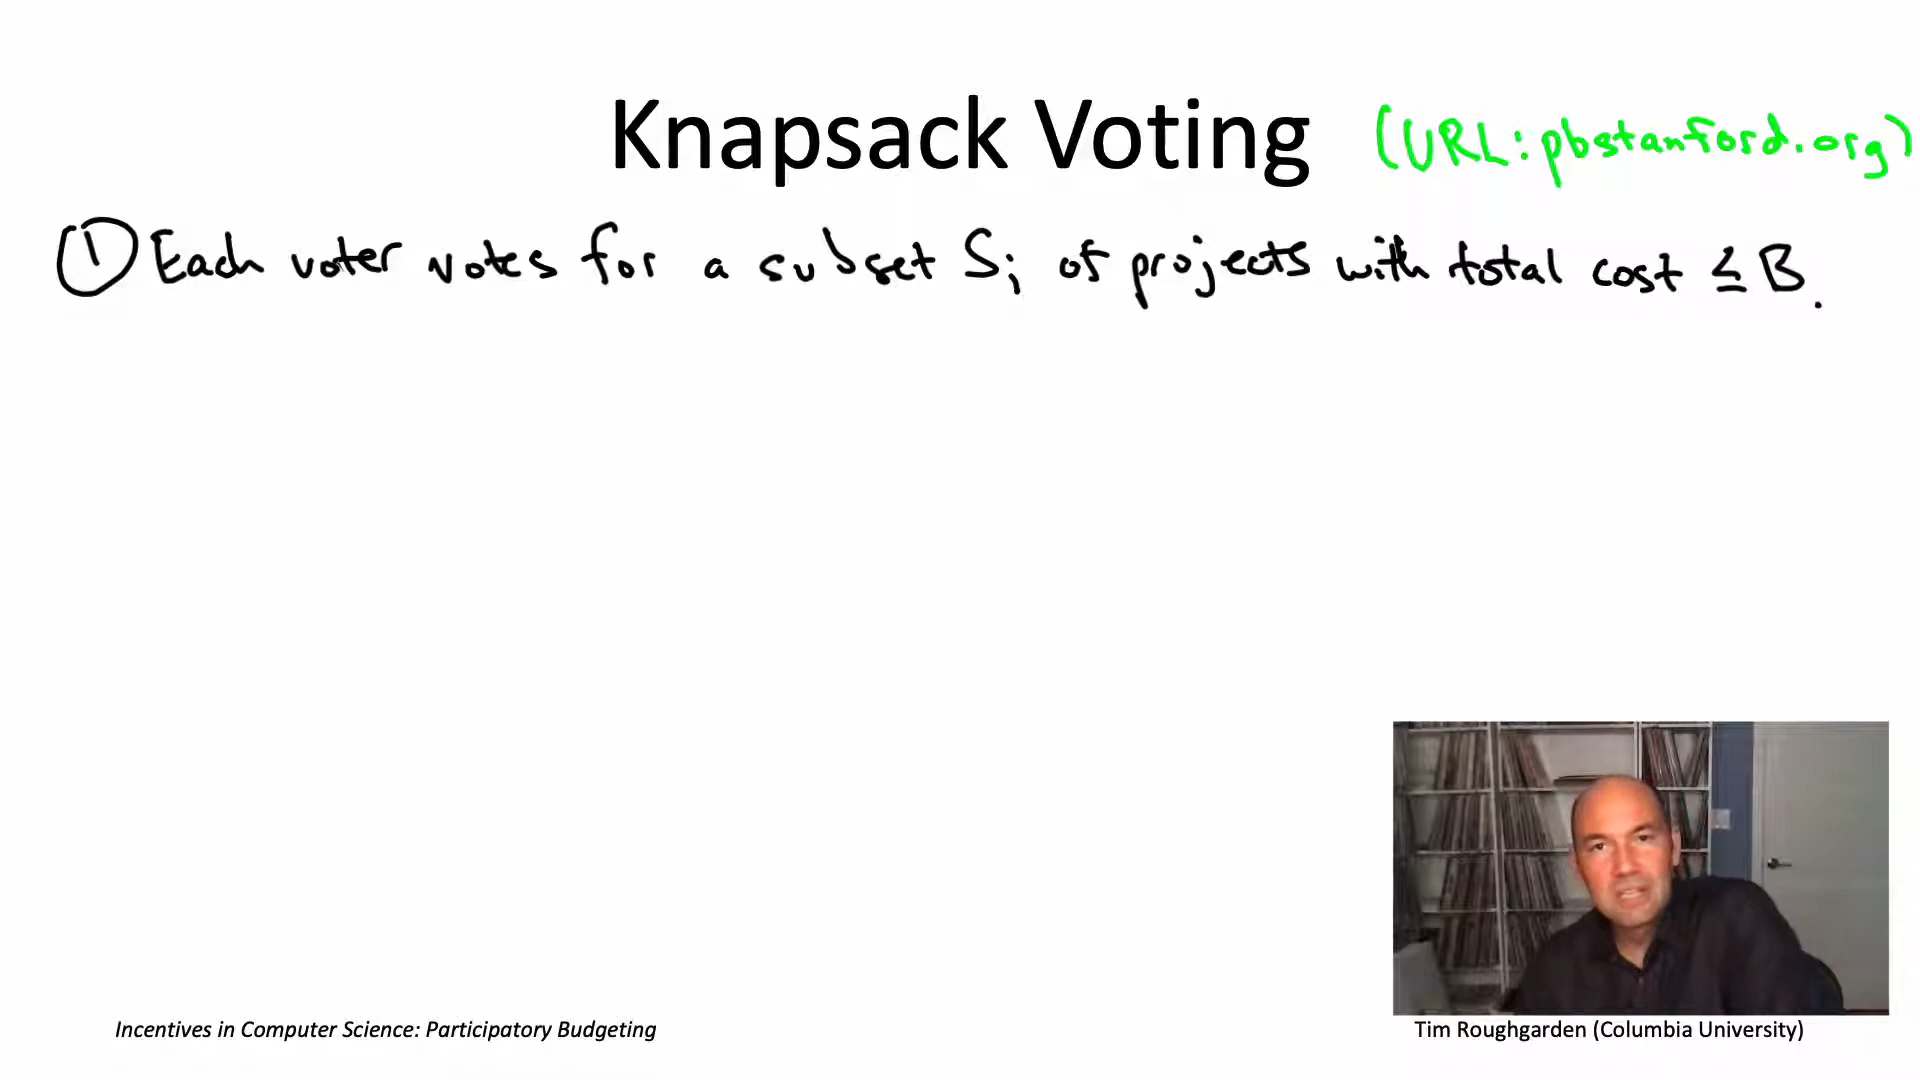 Knapsack Voting (URL: pbstanford.org)
① Each voter votes for a subset Si of projects with total cost ≤ B.
Incentives in Computer Science: Participatory Budgeting
Tim Roughgarden (Columbia University)